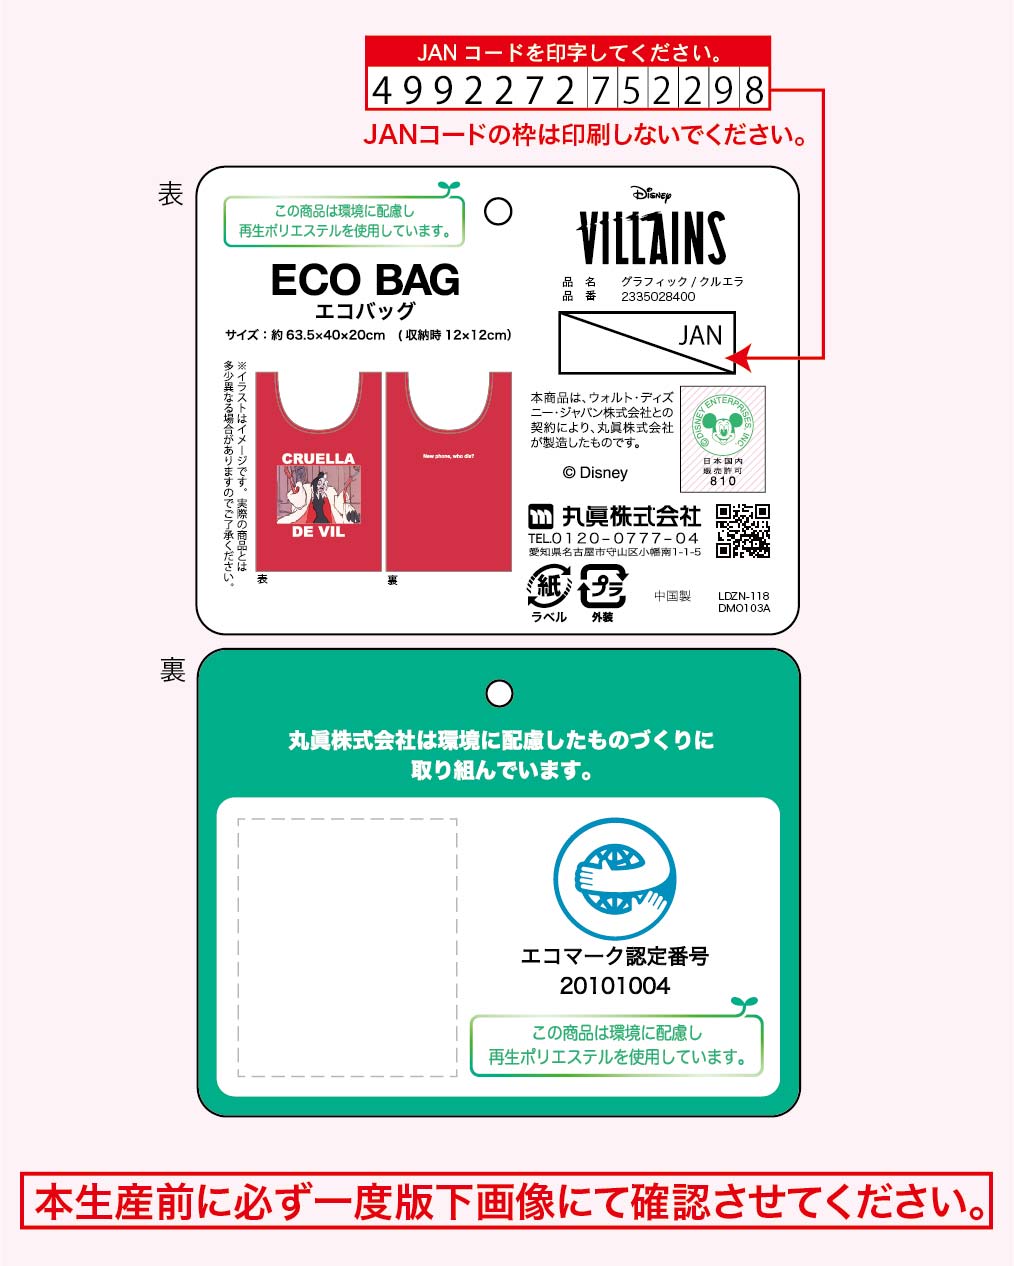 JAN コードを印字してください。
4992272752298
JANコードの枠は印刷しないでください。
表
この商品は環境に配慮し
再生ポリエステルを使用しています。
ECO BAG
エコバッグ
サイズ：約 63.5×40×20cm （収納時 12×12cm）
※イラストはイメージです。実際の商品とは
多少異なる場合がありますのでご了承ください。
CRUELLA
DE VIL
表
New phone, who dis?
裏
Disney
VILLAINS
品 名 グラフィック / クルエラ
品 番 2335028400
JAN
本商品は、ウォルト・ディズ
ニー・ジャパン株式会社との
契約により、丸眞株式会社
が製造したものです。
© Disney
©DISNEY ENTERPRISES, INC
日本国内
販売許可
810
m 丸眞株式会社
TEL.0120-0777-04
愛知県名古屋市守山区小幡南1-1-5
紙
ラベル
プラ
外装
中国製
LDZN-118
DMO103A
裏
丸眞株式会社は環境に配慮したものづくりに
取り組んでいます。
エコマーク認定番号
20101004
この商品は環境に配慮し
再生ポリエステルを使用しています。
本生産前に必ず一度版下画像にて確認させてください。